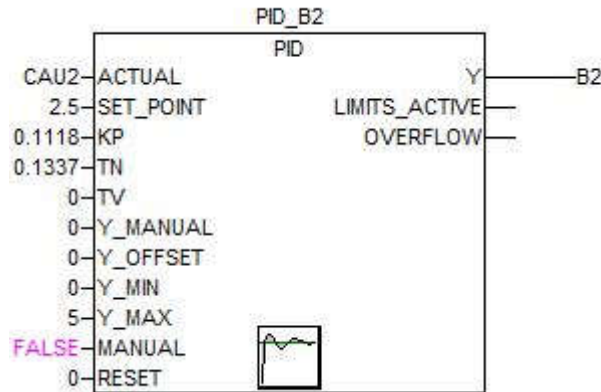 PID_B2
PID
CAU2 ACTUAL Y B2
2.5 SET_POINT LIMITS_ACTIVE
0.1118 KP OVERFLOW
0.1337 TN
0 TV
0 Y_MANUAL
0 Y_OFFSET
0 Y_MIN
5 Y_MAX
FALSE MANUAL
0 RESET